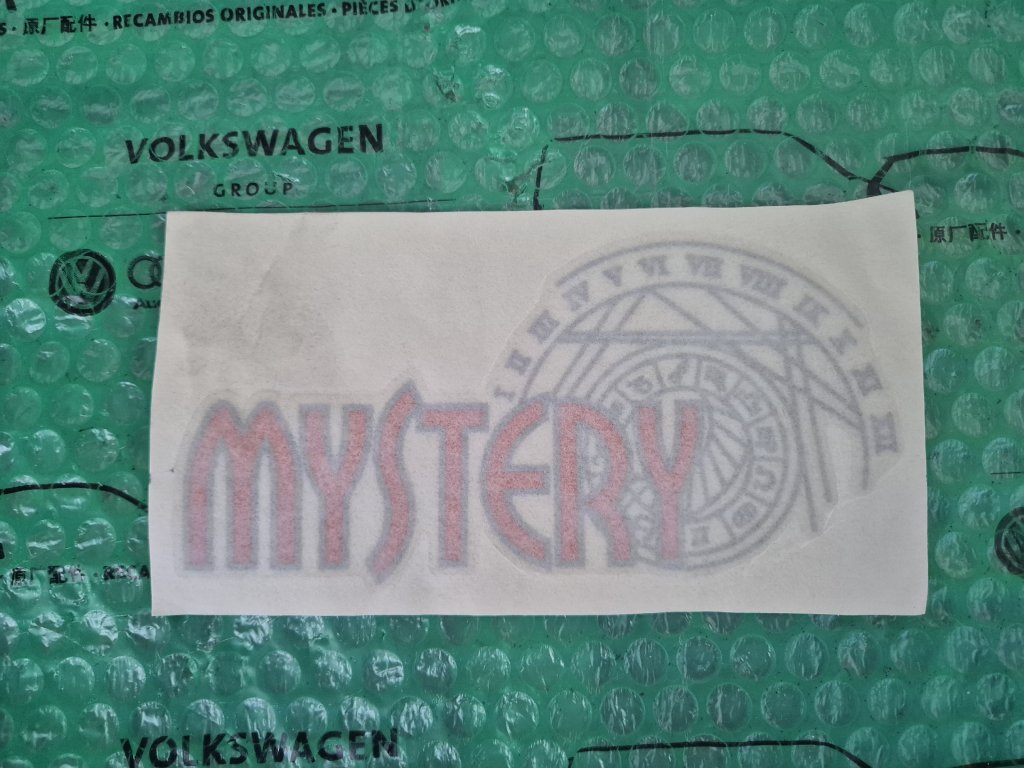 原厂配件 · RECAMBIOS ORIGINALES · PIÈCES D'
VOLKSWAGEN
GROUP
原厂配件 ·
I II III IV V VI VII VIII IX X XI XII
MYSTERY
原厂配件
VOLKSWAGEN